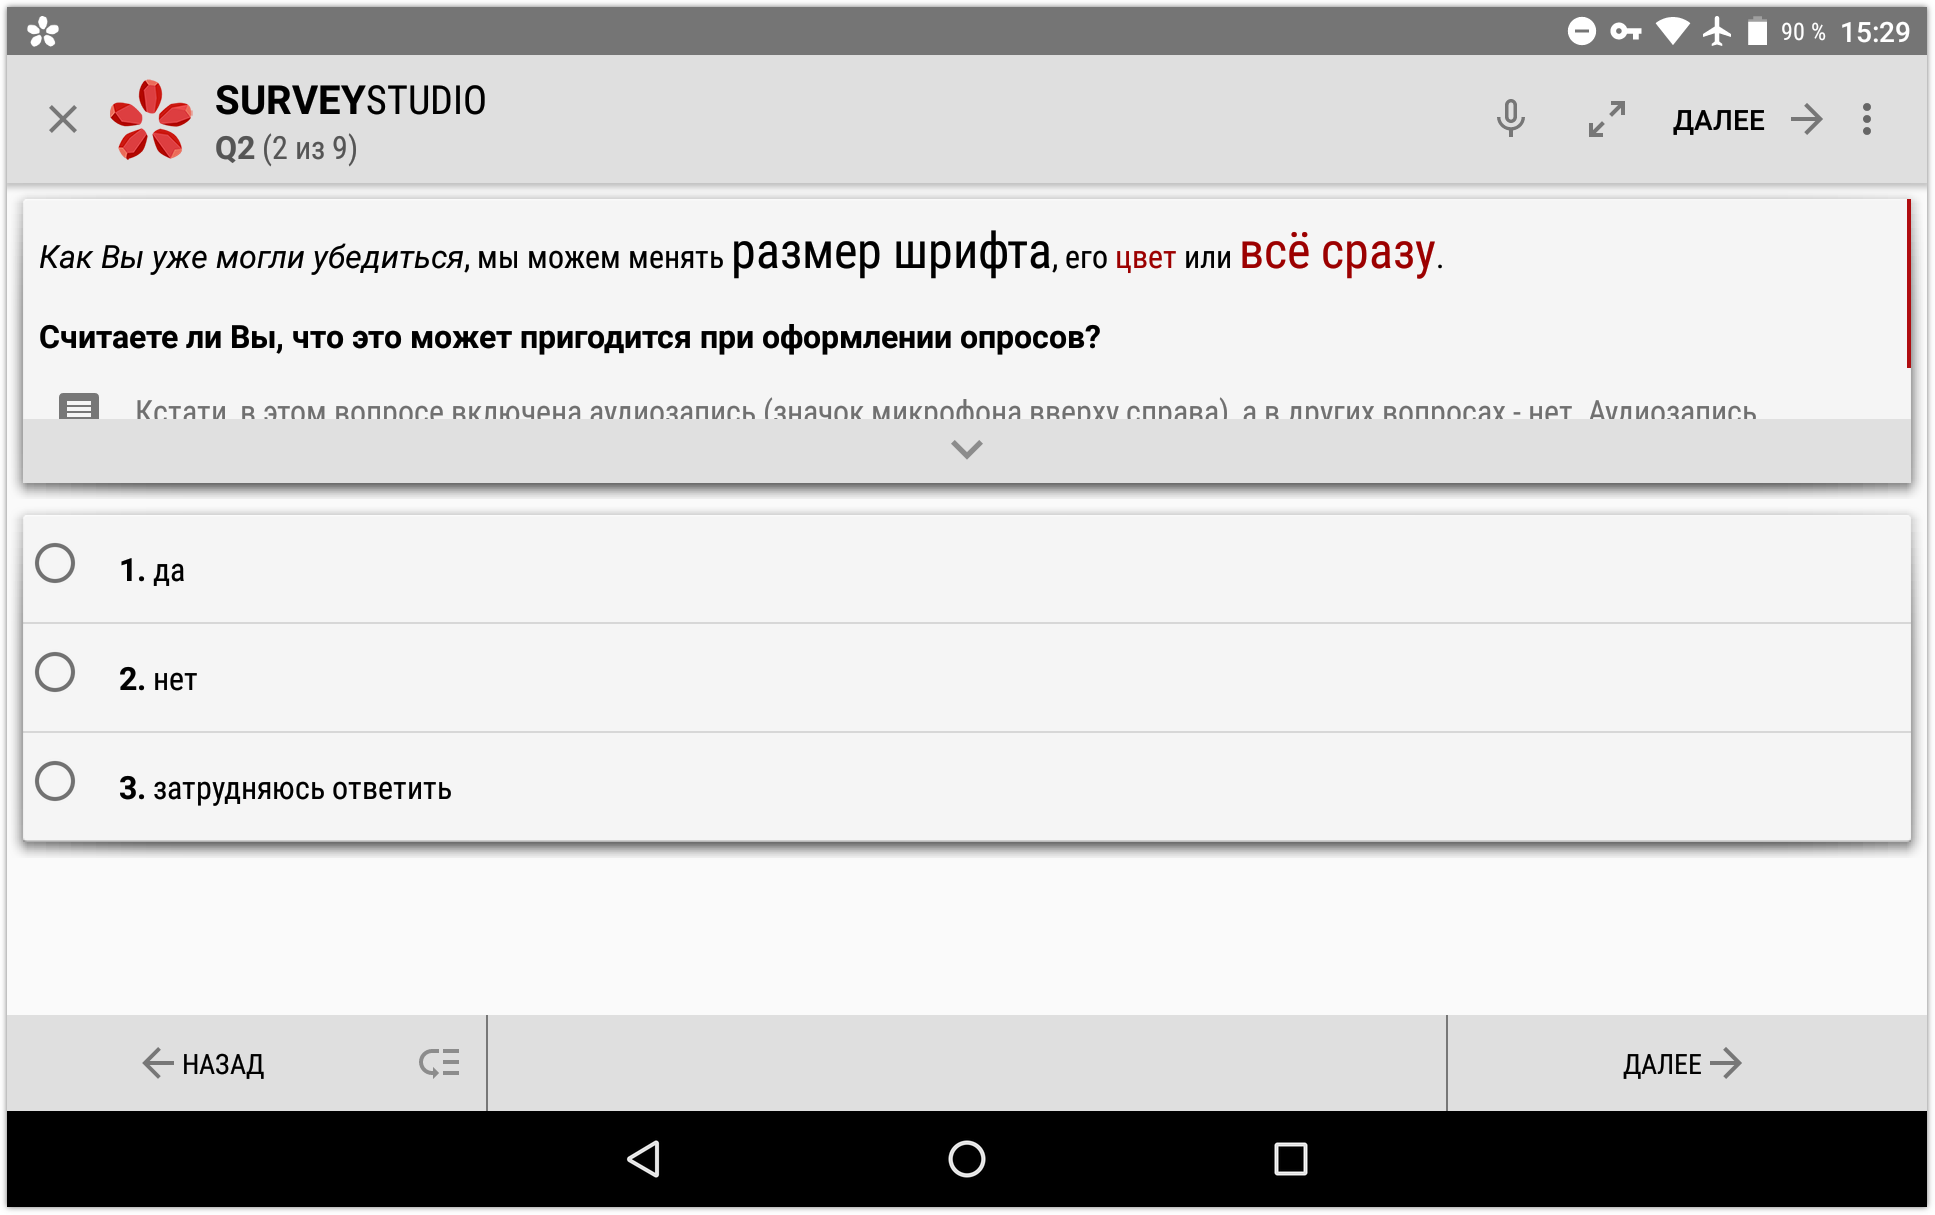 90 % 15:29
SURVEYSTUDIO
Q2 (2 из 9)
ДАЛЕЕ
Как Вы уже могли убедиться, мы можем менять размер шрифта, его цвет или всё сразу.
Считаете ли Вы, что это может пригодится при оформлении опросов?
Кстати, в этом вопросе включена аудиозапись (значок микрофона вверху справа), а в других вопросах - нет. Аудиозапись
1. да
2. нет
3. затрудняюсь ответить
НАЗАД
ДАЛЕЕ